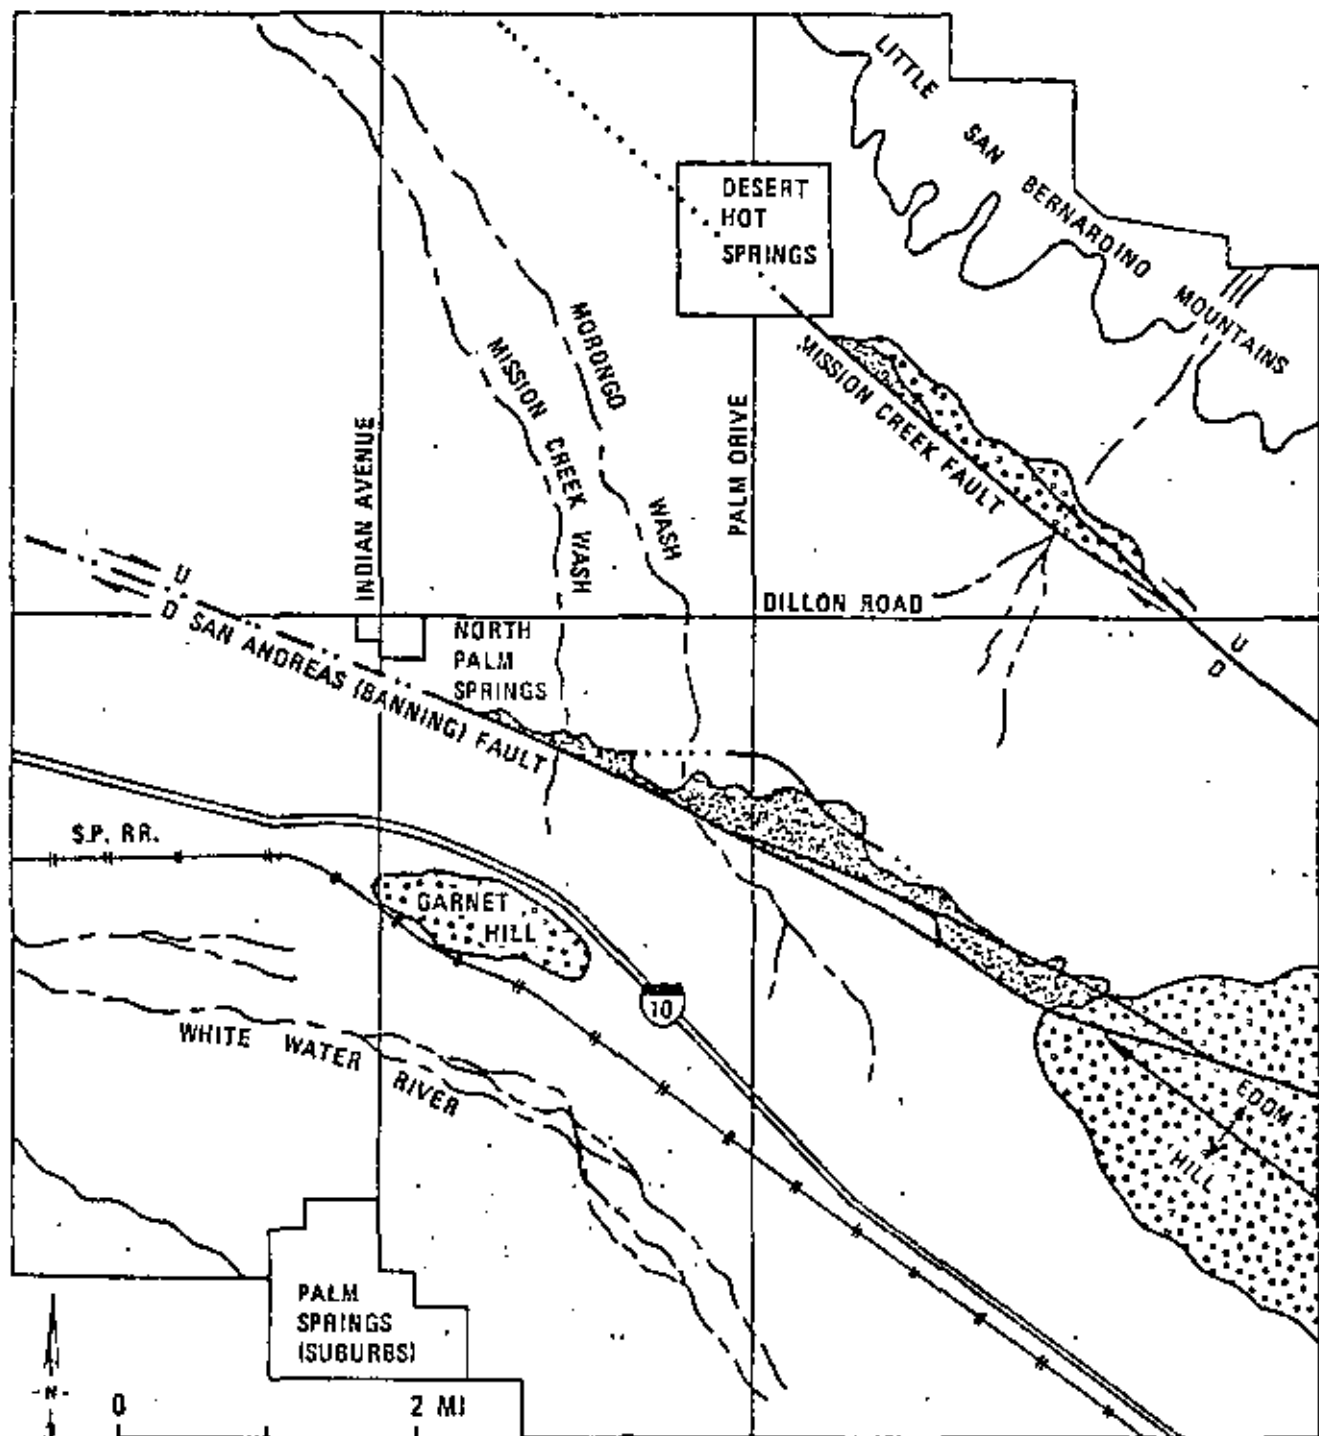 LITTLE SAN BERNARDINO MOUNTAINS
DESERT
HOT
SPRINGS
MORONGO WASH
MISSION CREEK WASH
MISSION CREEK FAULT
INDIAN AVENUE
PALM DRIVE
DILLON ROAD
U
D
U
D
SAN ANDREAS (BANNING) FAULT
NORTH
PALM
SPRINGS
S.P. RR.
GARNET
HILL
10
WHITE WATER RIVER
EDOM
HILL
PALM
SPRINGS
(SUBURBS)
-N-
0 2 MI